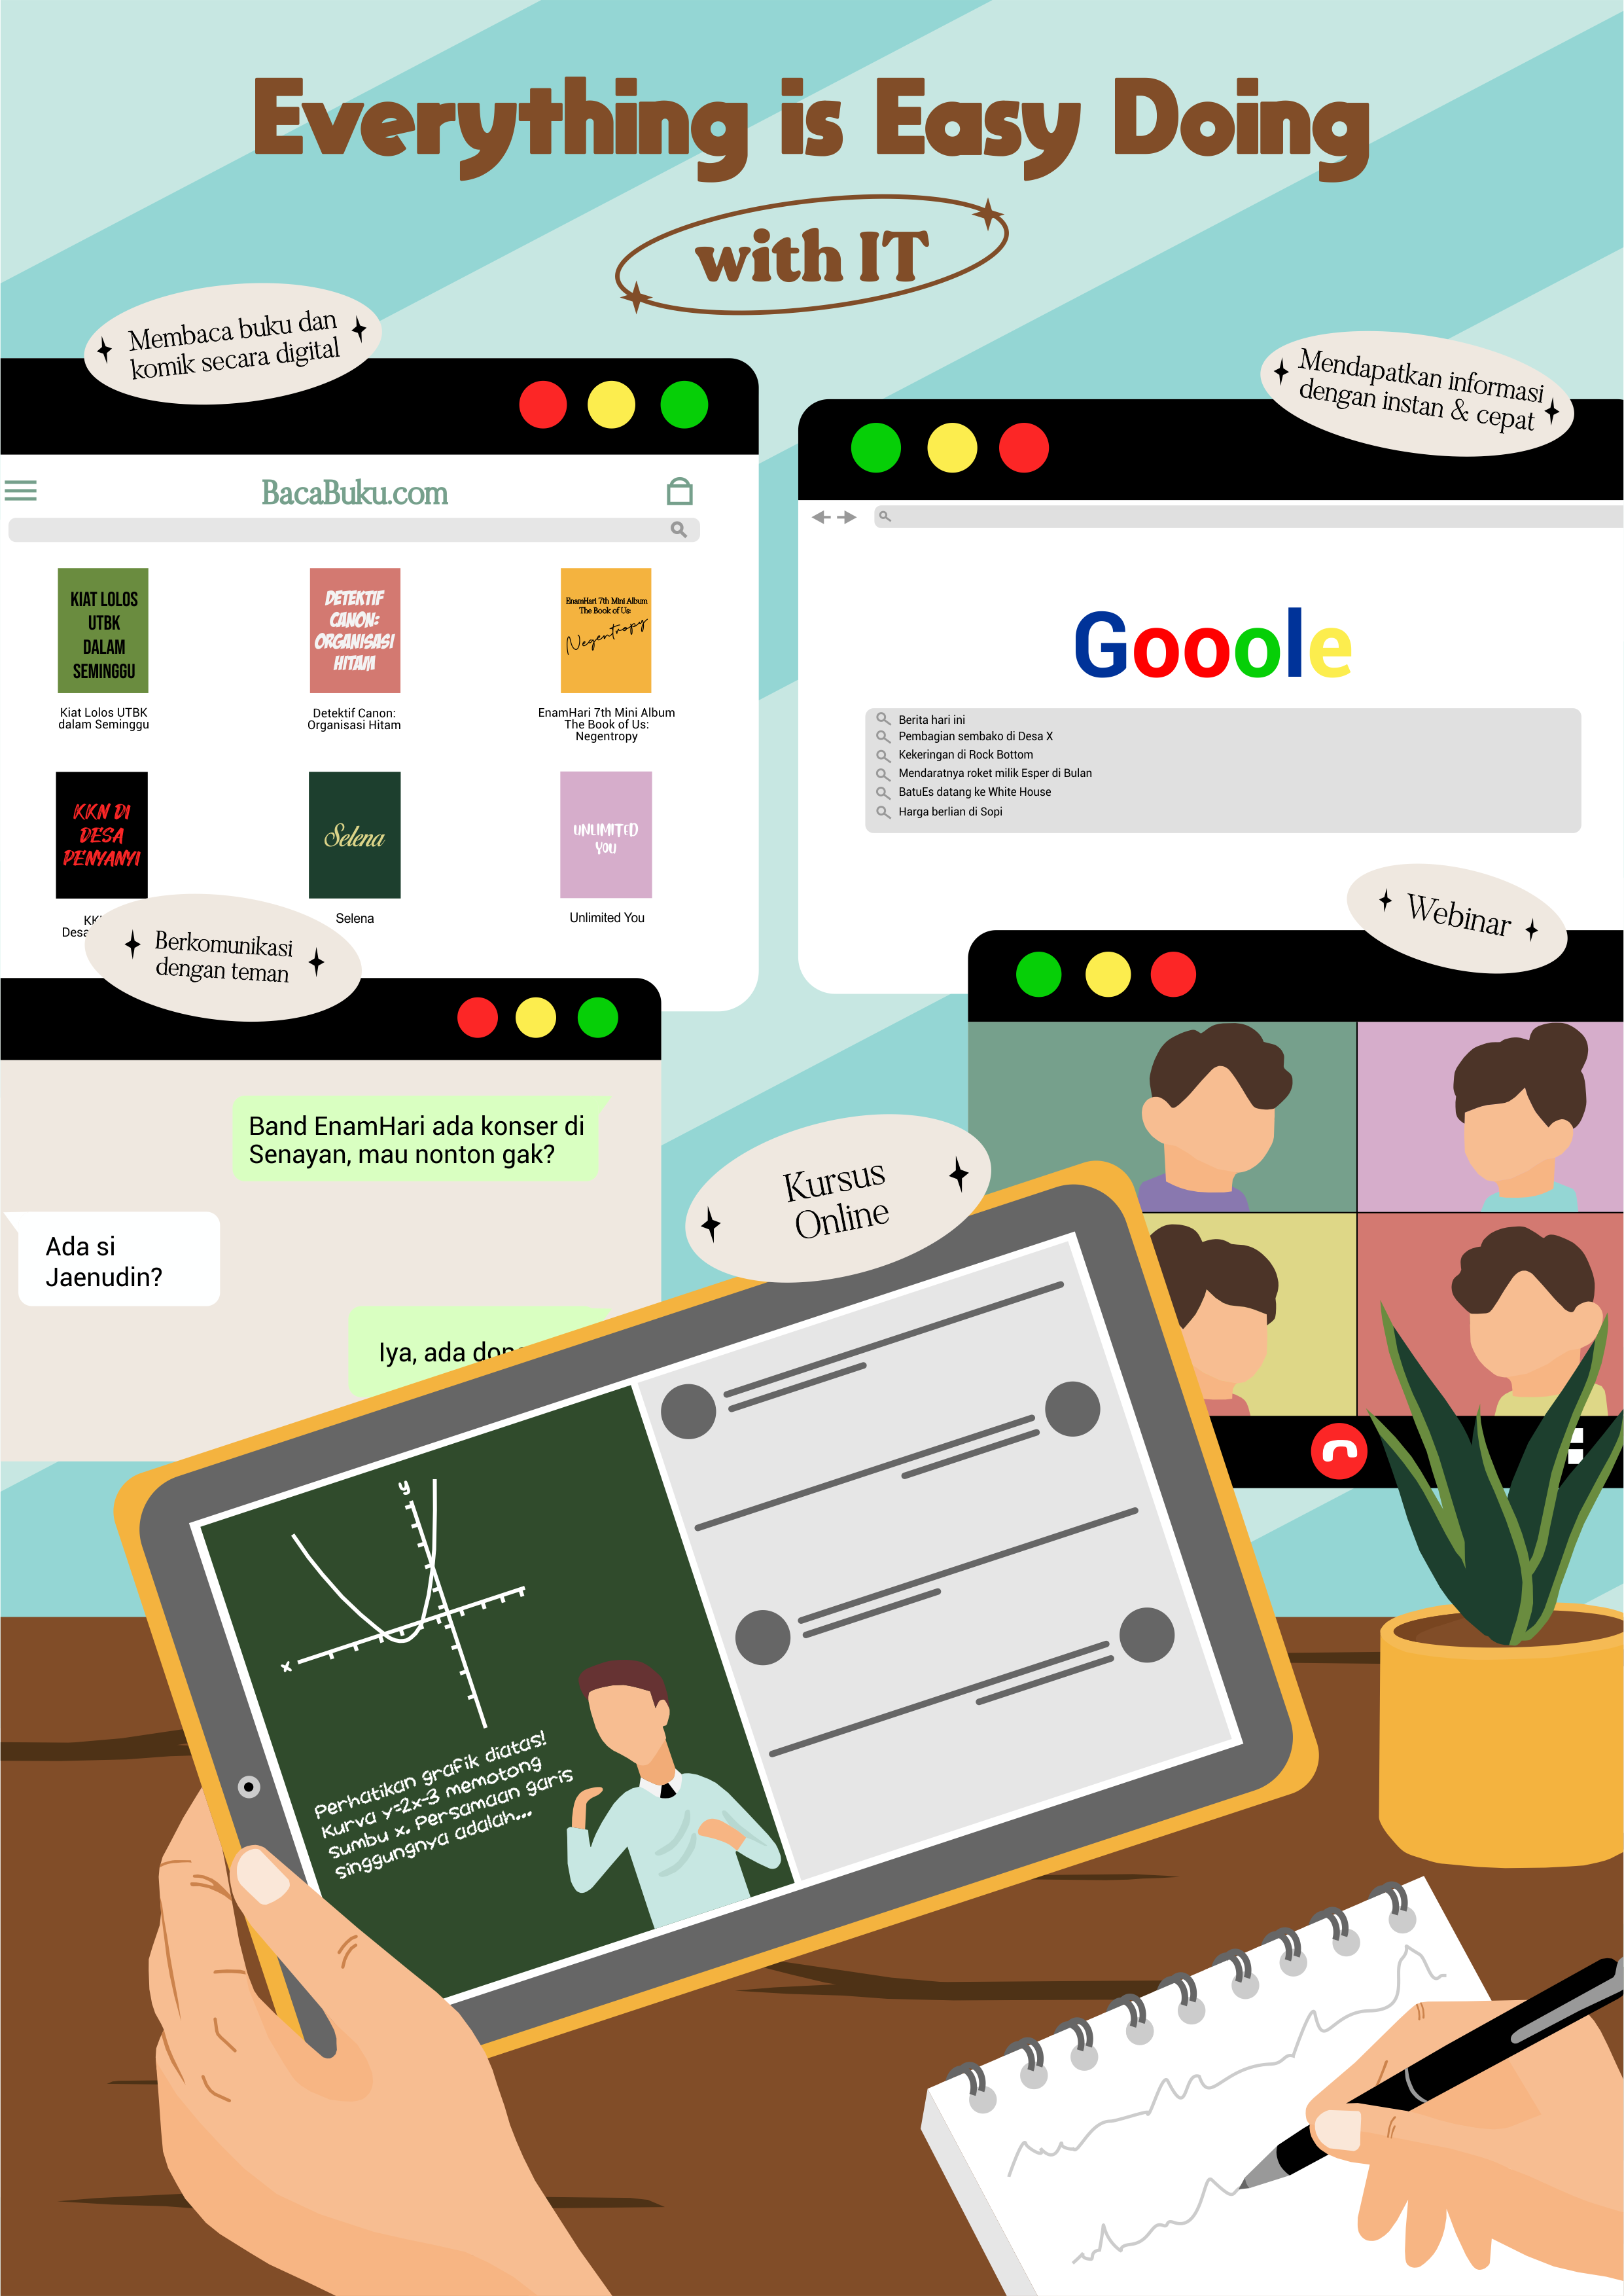 Everything is Easy Doing
with IT
Membaca buku dan
komik secara digital
Mendapatkan informasi
dengan instan & cepat
BacaBuku.com
KIAT LOLOS
UTBK
DALAM
SEMINGGU
Kiat Lolos UTBK
dalam Seminggu
DETEKTIF
CANON:
ORGANISASI
HITAM
Detektif Canon:
Organisasi Hitam
EnamHari 7th Mini Album
The Book of Us:
Negentropy
EnamHari 7th Mini Album
The Book of Us:
Negentropy
KKN DI
DESA
PENYANYI
Desa
Selena
Selena
UNLIMITED
YOU
Unlimited You
Gooole
Berita hari ini
Pembagian sembako di Desa X
Kekeringan di Rock Bottom
Mendaratnya roket milik Esper di Bulan
BatuEs datang ke White House
Harga berlian di Sopi
Berkomunikasi
dengan teman
Webinar
Band EnamHari ada konser di
Senayan, mau nonton gak?
Ada si
Jaenudin?
Iya, ada
Kursus
Online
y
x
Perhatikan grafik diatas!
Kurva y=2x-3 memotong
sumbu x. Persamaan garis
singgungnya adalah...